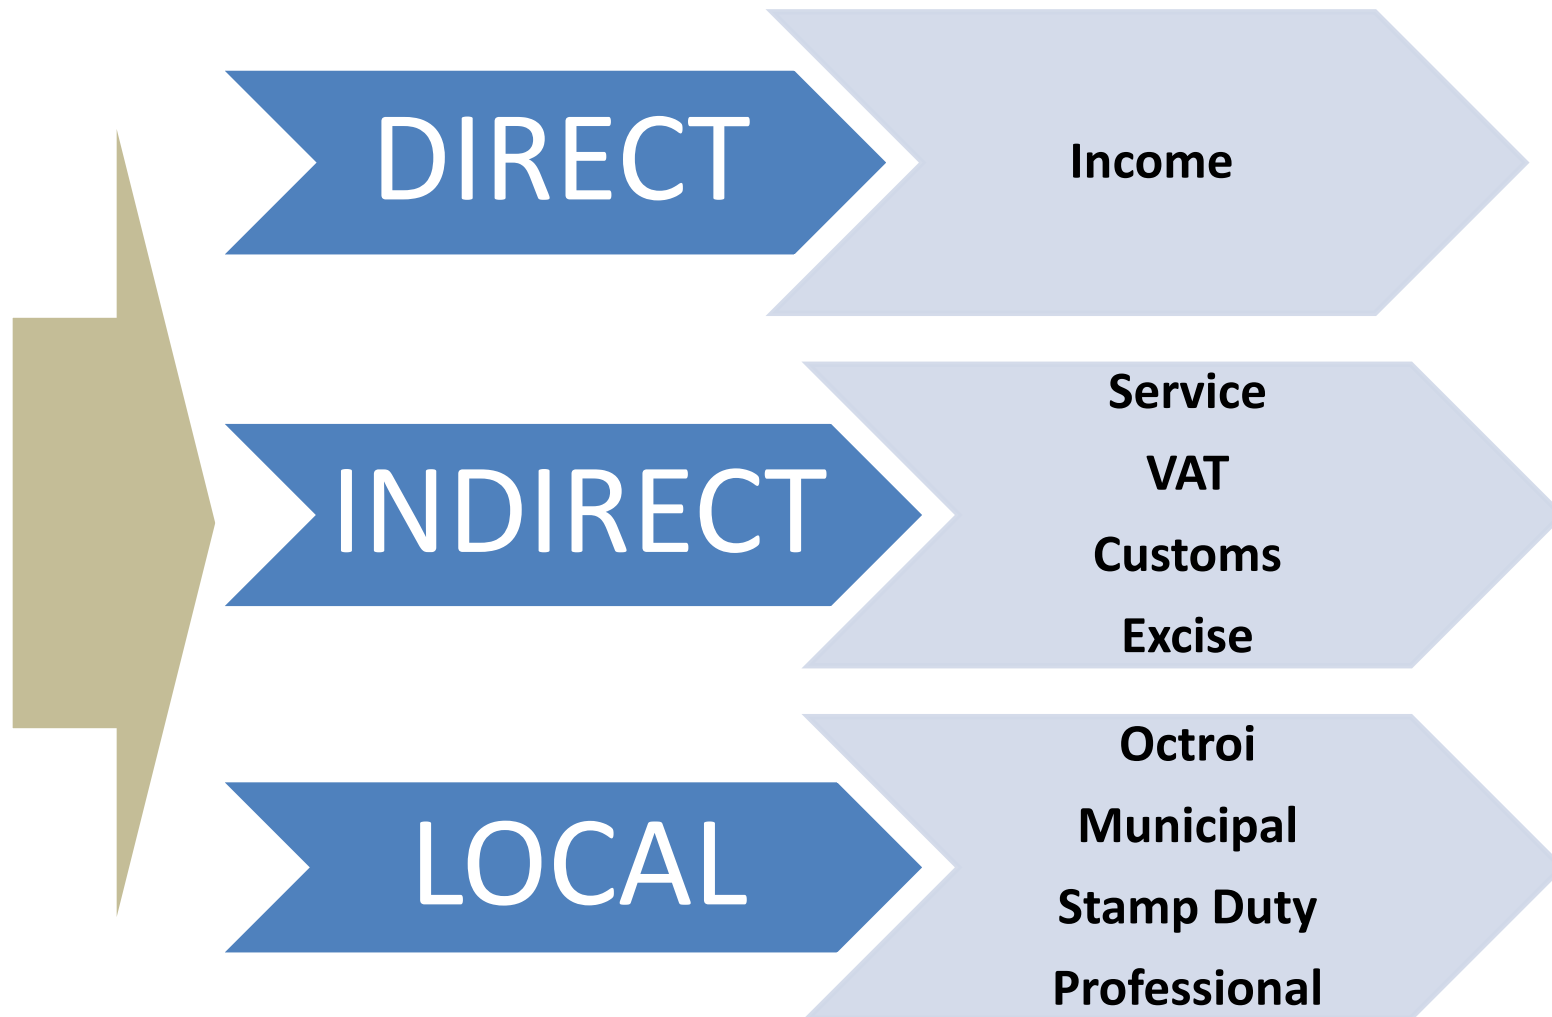 DIRECT
Income
INDIRECT
Service
VAT
Customs
Excise
LOCAL
Octroi
Municipal
Stamp Duty
Professional